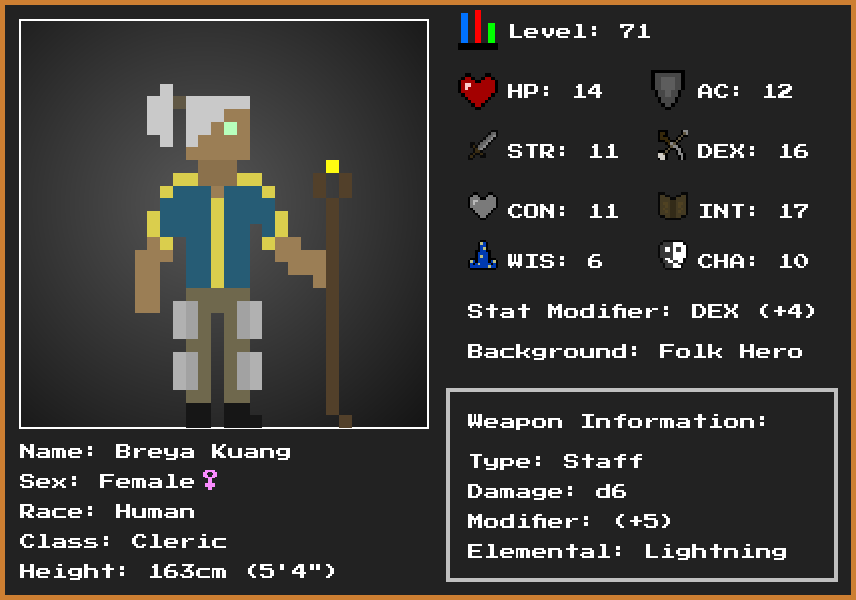 Level: 71
HP: 14
AC: 12
STR: 11
DEX: 16
CON: 11
INT: 17
WIS: 6
CHA: 10
Stat Modifier: DEX (+4)
Background: Folk Hero
Weapon Information:
Type: Staff
Damage: d6
Modifier: (+5)
Elemental: Lightning
Name: Breya Kuang
Sex: Female♀
Race: Human
Class: Cleric
Height: 163cm (5'4")